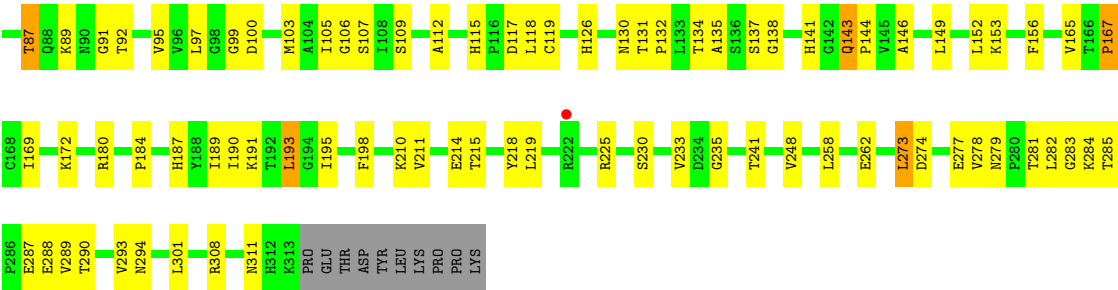 T87 Q88 K89 N90 G91 T92 V95 V96 L97 G98 G99 D100 M103 A104 I105 G106 S107 I108 S109 A112 H115 P116 D117 L118 C119 H126 N130 T131 P132 L133 T134 A135 S136 S137 G138 H141 G142 Q143 P144 V145 A146 L149 L152 K153 F156 V165 T166 P167
C168 I169 K172 R180 P184 H187 Y188 I189 I190 K191 T192 L193 G194 I195 F198 K210 V211 E214 T215 Y218 L219 R222 R225 S230 V233 D234 G235 T241 V248 L258 E262 L273 D274 E277 V278 N279 P280 T281 L282 G283 K284 T285
P286 E287 E288 V289 T290 V293 N294 L301 R308 N311 H312 K313 PRO GLU THR ASP TYR LEU LYS PRO PRO LYS